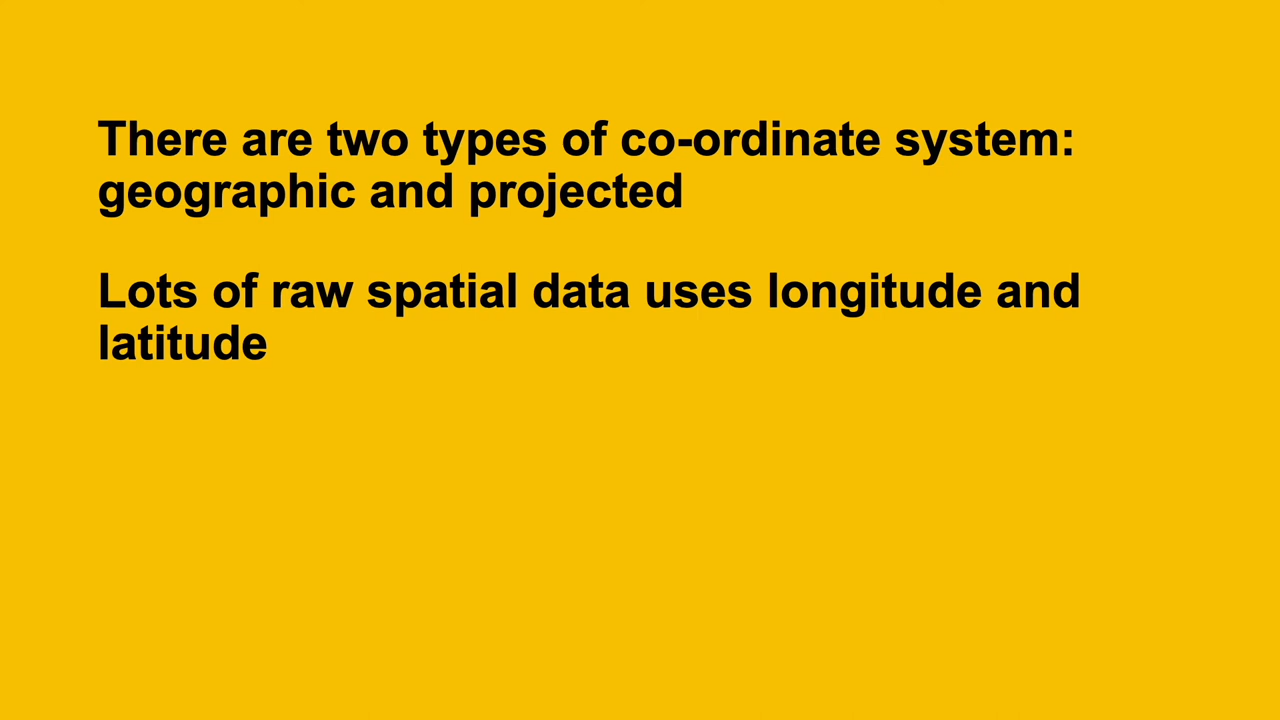 There are two types of co-ordinate system:
geographic and projected
Lots of raw spatial data uses longitude and
latitude